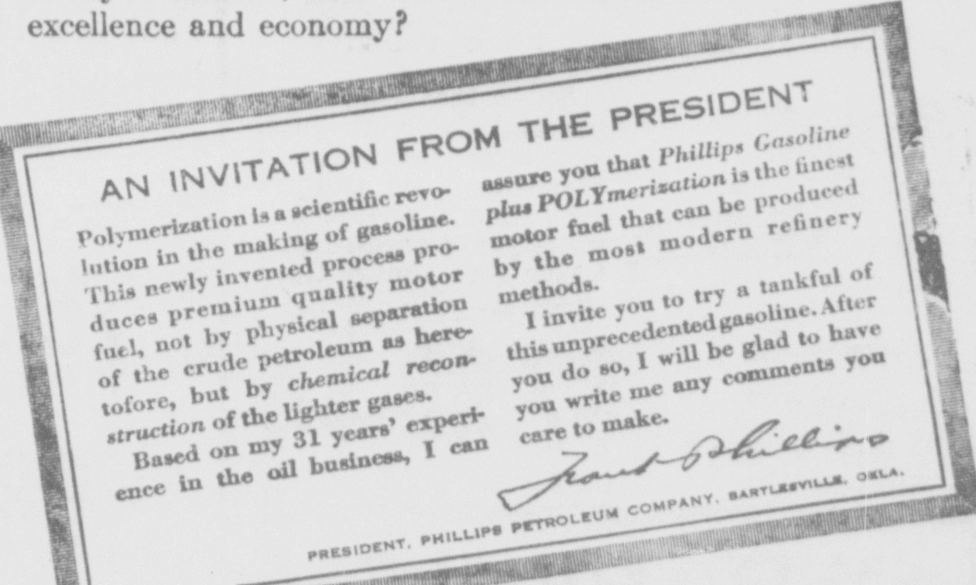 excellence and economy?
AN INVITATION FROM THE PRESIDENT
Polymerization is a scientific revo-
lution in the making of gasoline.
This newly invented process pro-
duces premium quality motor
fuel, not by physical separation
of the crude petroleum as here-
tofore, but by chemical recon-
struction of the lighter gases.
Based on my 31 years' experi-
ence in the oil business, I can
assure you that Phillips Gasoline
plus POLYmerization is the finest
motor fuel that can be produced
by the most modern refinery
methods.
I invite you to try a tankful of
this unprecedented gasoline. After
you do so, I will be glad to have
you write me any comments you
care to make.
Frank Phillips
PRESIDENT, PHILLIPS PETROLEUM COMPANY, BARTLESVILLE, OKLA.